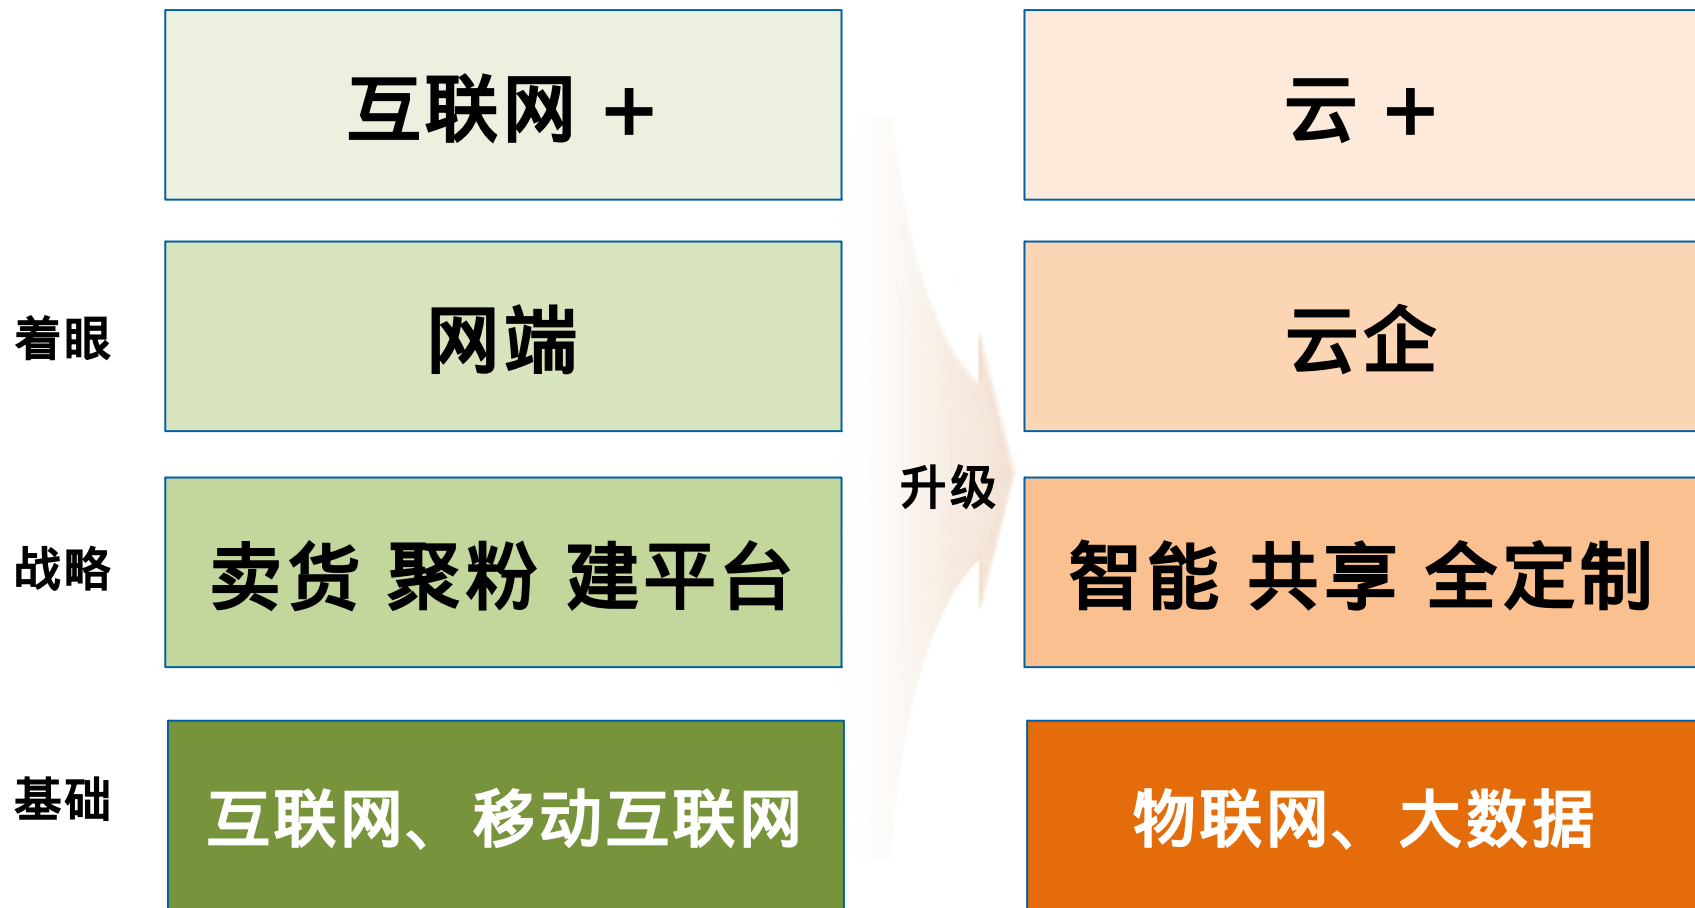 互联网 +
云 +
着眼
网端
云企
升级
战略
卖货 聚粉 建平台
智能 共享 全定制
基础
互联网、移动互联网
物联网、大数据